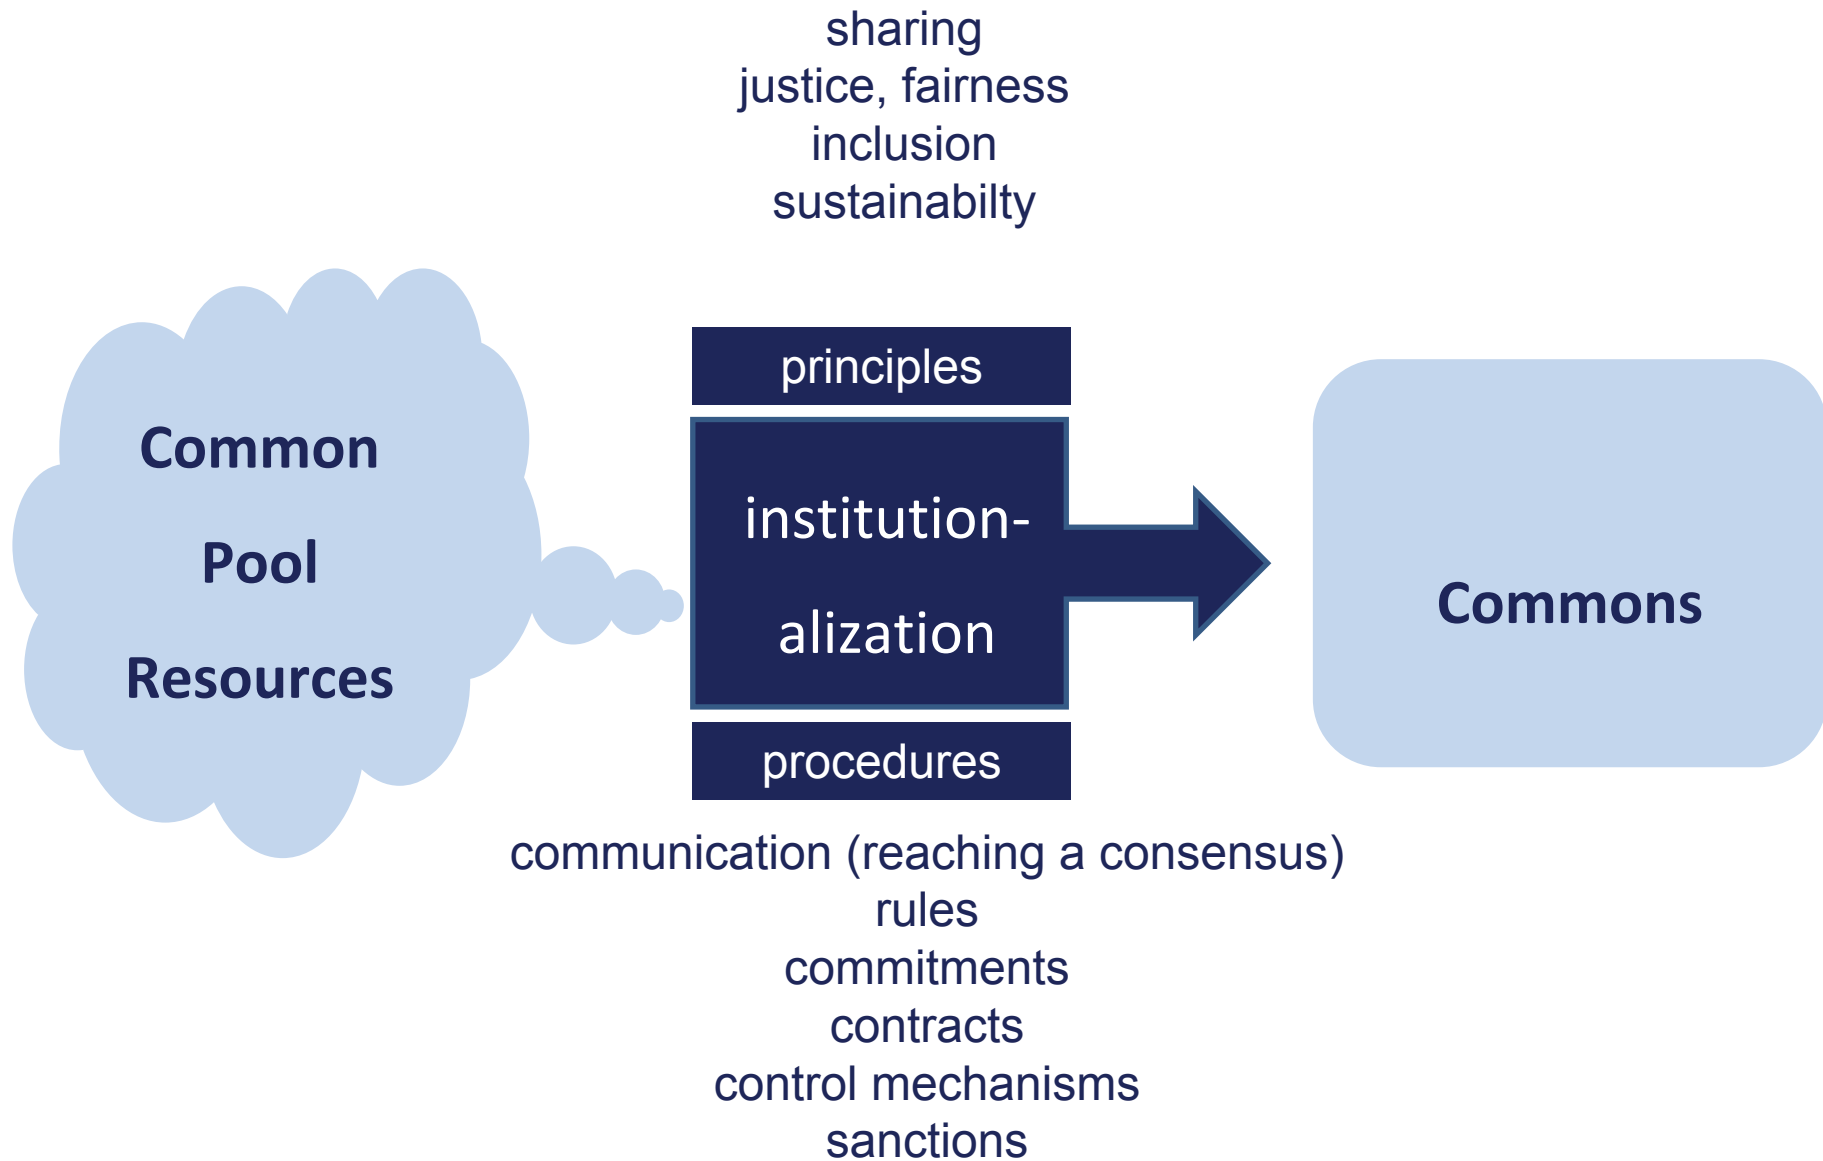 sharing
justice, fairness
inclusion
sustainabilty
Common
Pool
Resources
principles
institution-
alization
procedures
Commons
communication (reaching a consensus)
rules
commitments
contracts
control mechanisms
sanctions